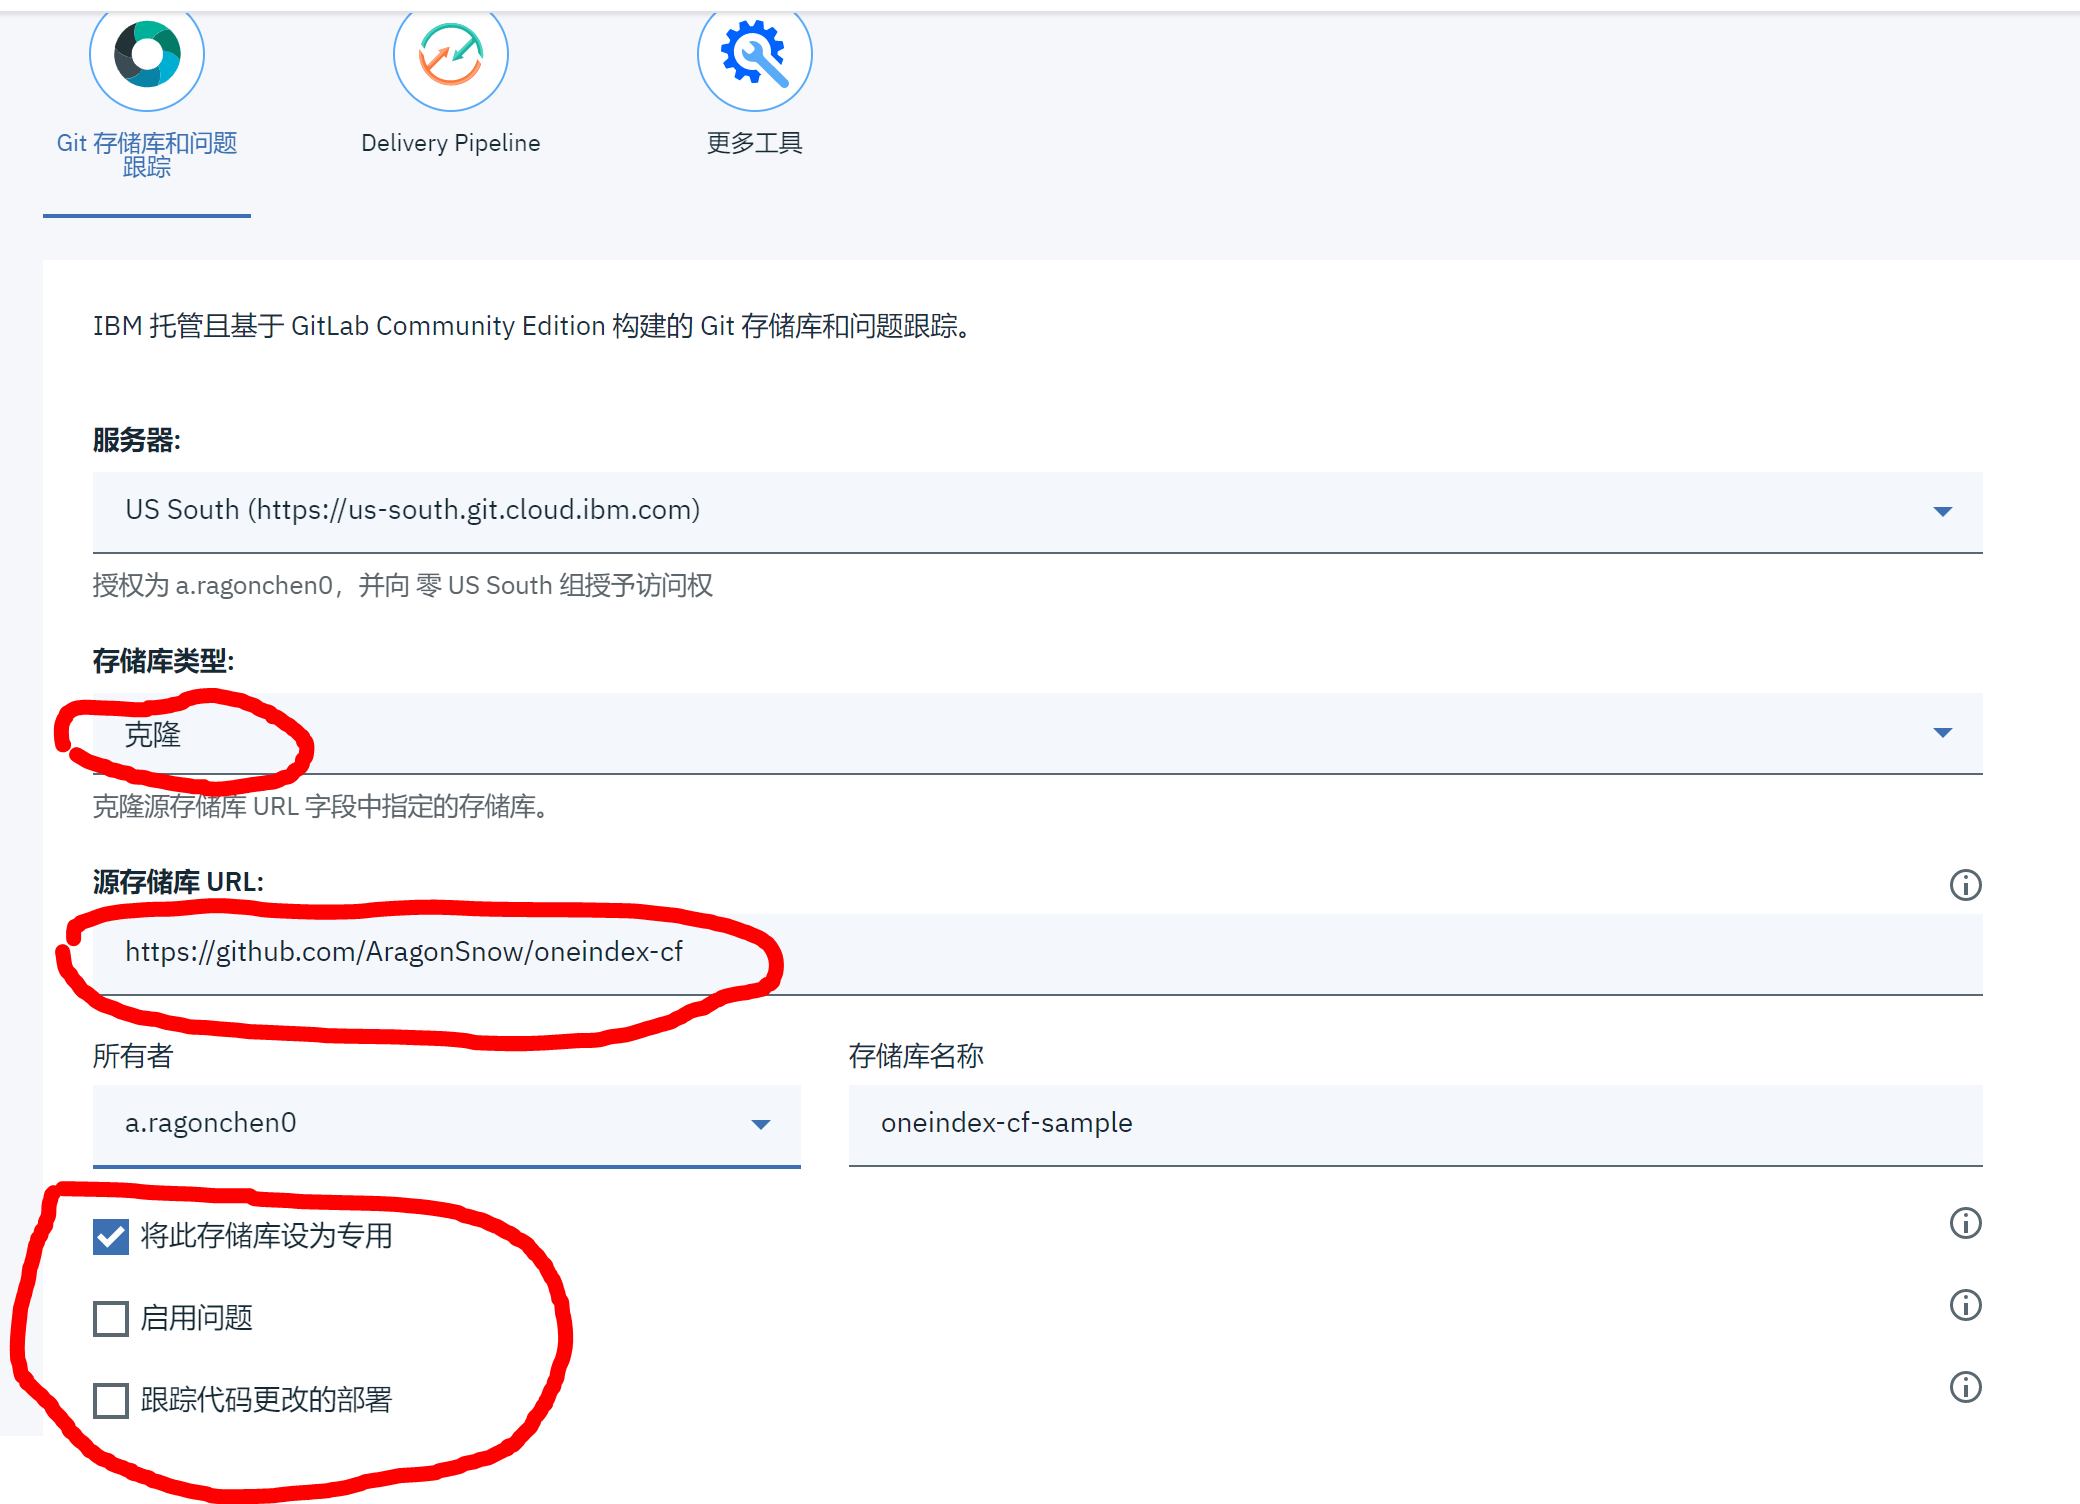 Git 存储库和问题
跟踪
Delivery Pipeline
更多工具
IBM 托管且基于 GitLab Community Edition 构建的 Git 存储库和问题跟踪。
服务器:
US South (https://us-south.git.cloud.ibm.com)
授权为 a.ragonchen0，并向 零 US South 组授予访问权
存储库类型:
克隆
克隆源存储库 URL 字段中指定的存储库。
源存储库 URL:
https://github.com/AragonSnow/oneindex-cf
所有者
存储库名称
a.ragonchen0
oneindex-cf-sample
将此存储库设为专用
启用问题
跟踪代码更改的部署